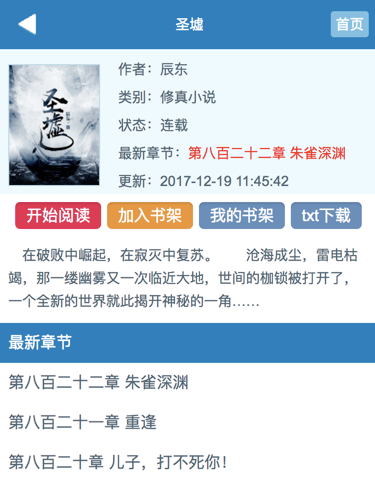 圣墟
首页
圣墟
作者：辰东
类别：修真小说
状态：连载
最新章节：第八百二十二章 朱雀深渊
更新：2017-12-19 11:45:42
开始阅读
加入书架
我的书架
txt下载
在破败中崛起，在寂灭中复苏。 沧海成尘，雷电枯
竭，那一缕幽雾又一次临近大地，世间的枷锁被打开了，
一个全新的世界就此揭开神秘的一角……
最新章节
第八百二十二章 朱雀深渊
第八百二十一章 重逢
第八百二十章 儿子，打不死你！